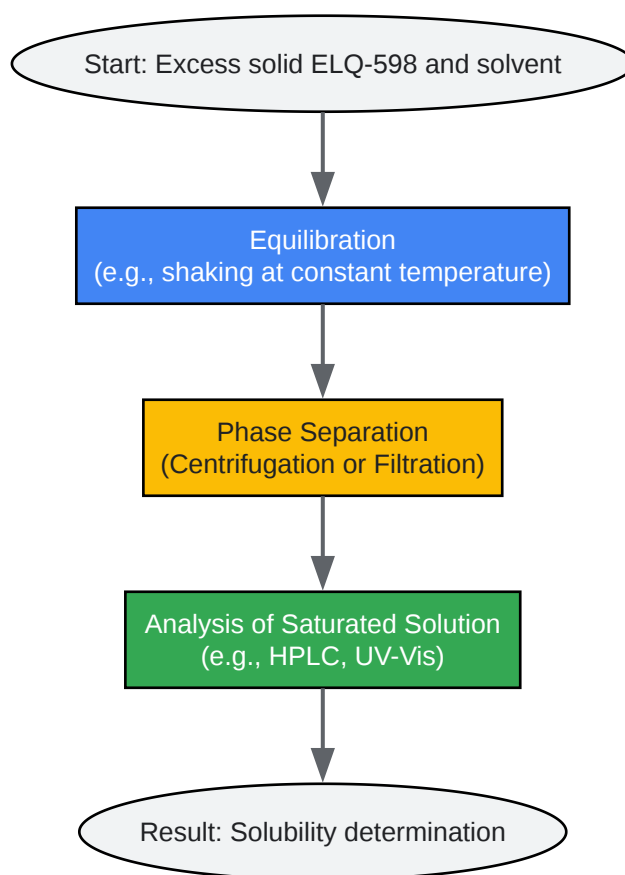 Start: Excess solid ELQ-598 and solvent
Equilibration
(e.g., shaking at constant temperature)
Phase Separation
(Centrifugation or Filtration)
Analysis of Saturated Solution
(e.g., HPLC, UV-Vis)
Result: Solubility determination